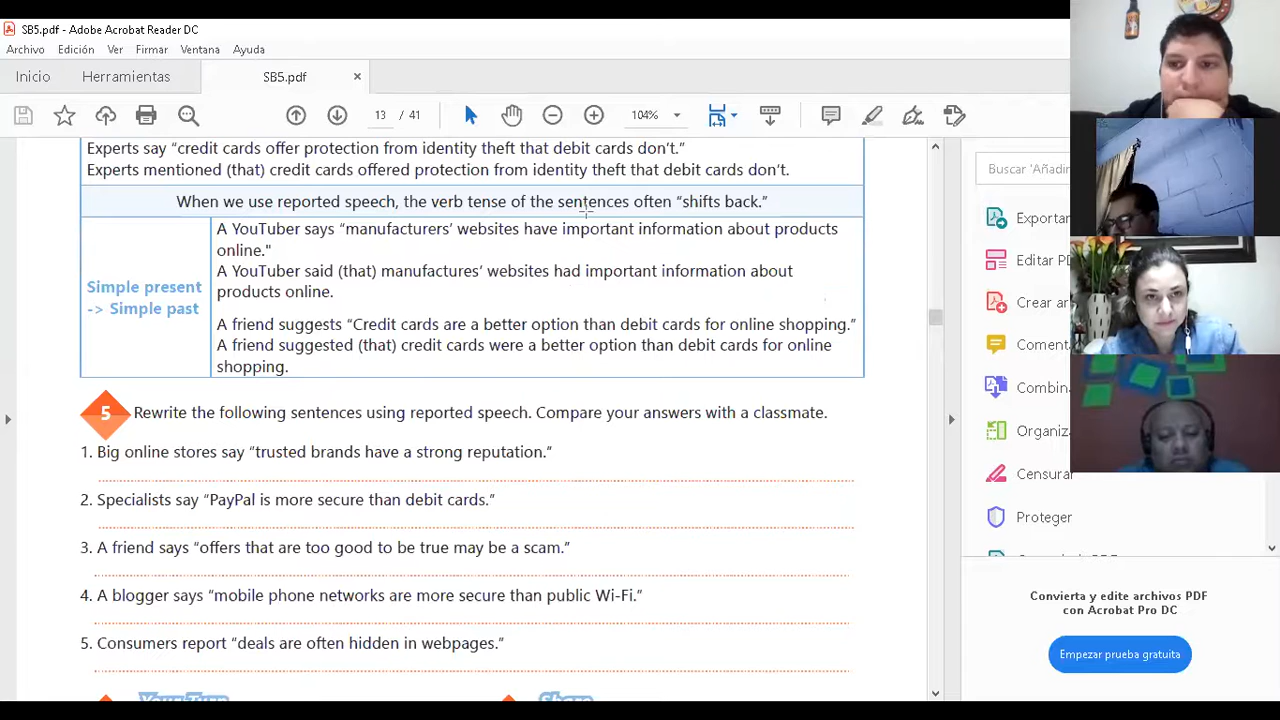 SB5.pdf - Adobe Acrobat Reader DC
Archivo Edición Ver Firmar Ventana Ayuda
Inicio Herramientas SB5.pdf ×
13 / 41 104%
Experts say “credit cards offer protection from identity theft that debit cards don’t.”
Experts mentioned (that) credit cards offered protection from identity theft that debit cards don’t.
When we use reported speech, the verb tense of the sentences often “shifts back.”
Simple present
-> Simple past
A YouTuber says “manufacturers’ websites have important information about products
online."
A YouTuber said (that) manufactures’ websites had important information about
products online.
A friend suggests “Credit cards are a better option than debit cards for online shopping.”
A friend suggested (that) credit cards were a better option than debit cards for online
shopping.
5 Rewrite the following sentences using reported speech. Compare your answers with a classmate.
1. Big online stores say “trusted brands have a strong reputation.”
2. Specialists say “PayPal is more secure than debit cards.”
3. A friend says “offers that are too good to be true may be a scam.”
4. A blogger says “mobile phone networks are more secure than public Wi-Fi.”
5. Consumers report “deals are often hidden in webpages.”
Your Turn
Share
Buscar 'Añadi
Exportar
Editar PD
Crear ar
Coment
Combin
Organiz
Censurar
Proteger
Convierta y edite archivos PDF
con Acrobat Pro DC
Empezar prueba gratuita